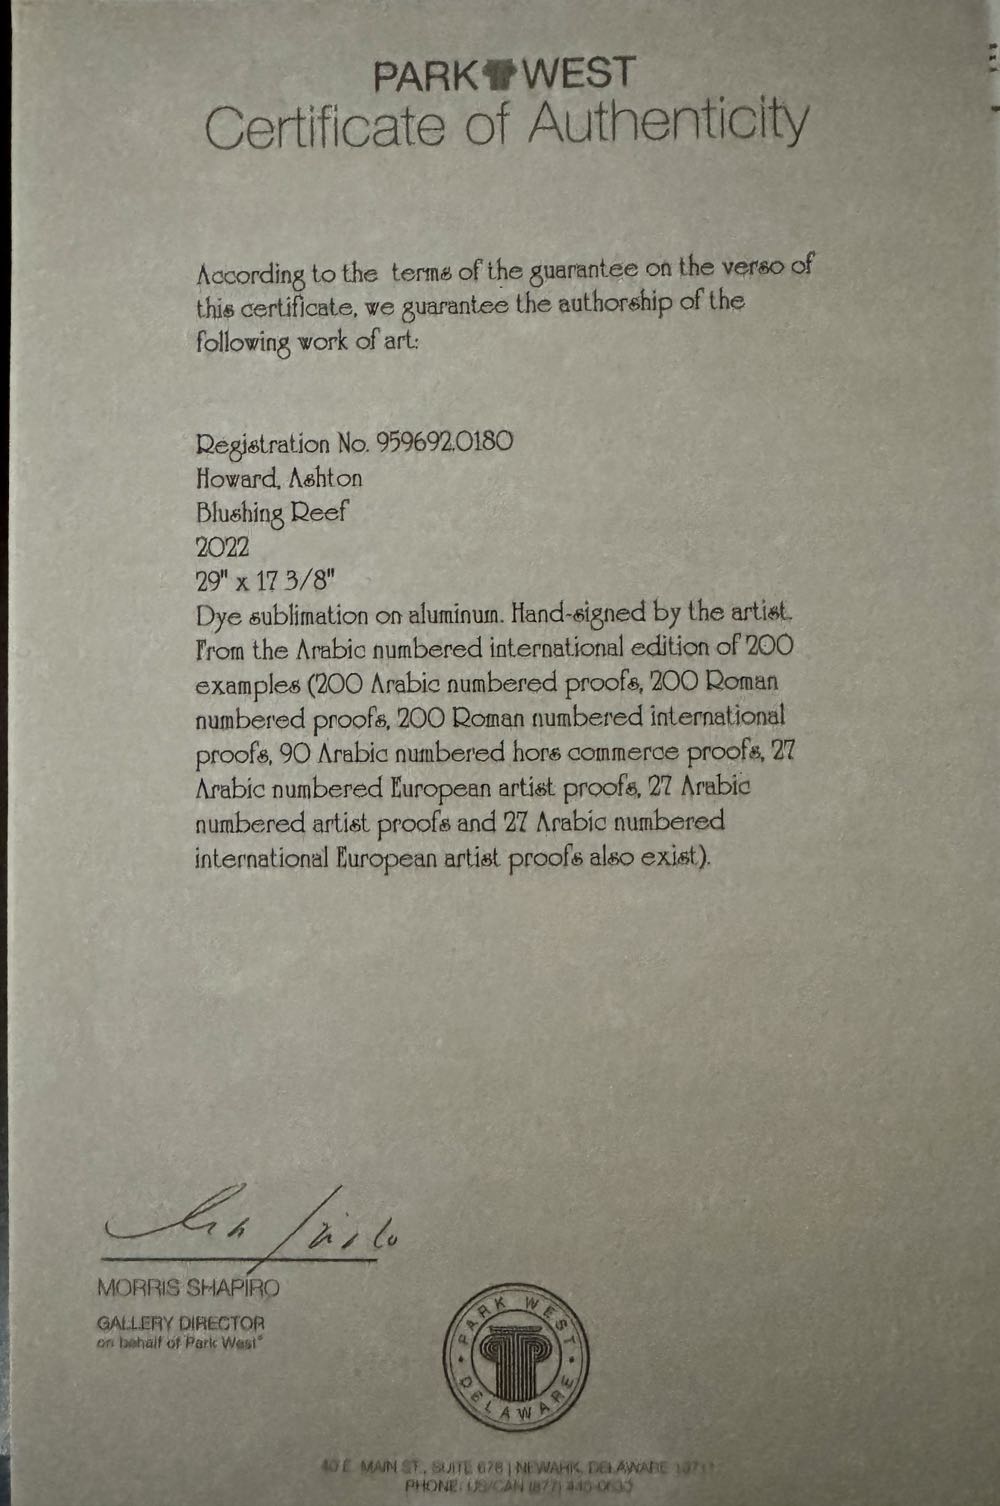 PARK WEST
Certificate of Authenticity
According to the terms of the guarantee on the verso of
this certificate, we guarantee the authorship of the
following work of art:
Registration No. 959692.0180
Howard, Ashton
Blushing Reef
2022
29" x 17 3/8"
Dye sublimation on aluminum. Hand-signed by the artist.
From the Arabic numbered international edition of 200
examples (200 Arabic numbered proofs, 200 Roman
numbered proofs, 200 Roman numbered international
proofs, 90 Arabic numbered hors commerce proofs, 27
Arabic numbered European artist proofs, 27 Arabic
numbered artist proofs and 27 Arabic numbered
international European artist proofs also exist).
MORRIS SHAPIRO
GALLERY DIRECTOR
on behalf of Park West®
PARK WEST
DELAWARE
40 E. MAIN ST., SUITE 678 | NEWARK, DELAWARE
PHONE: US/CAN (877)